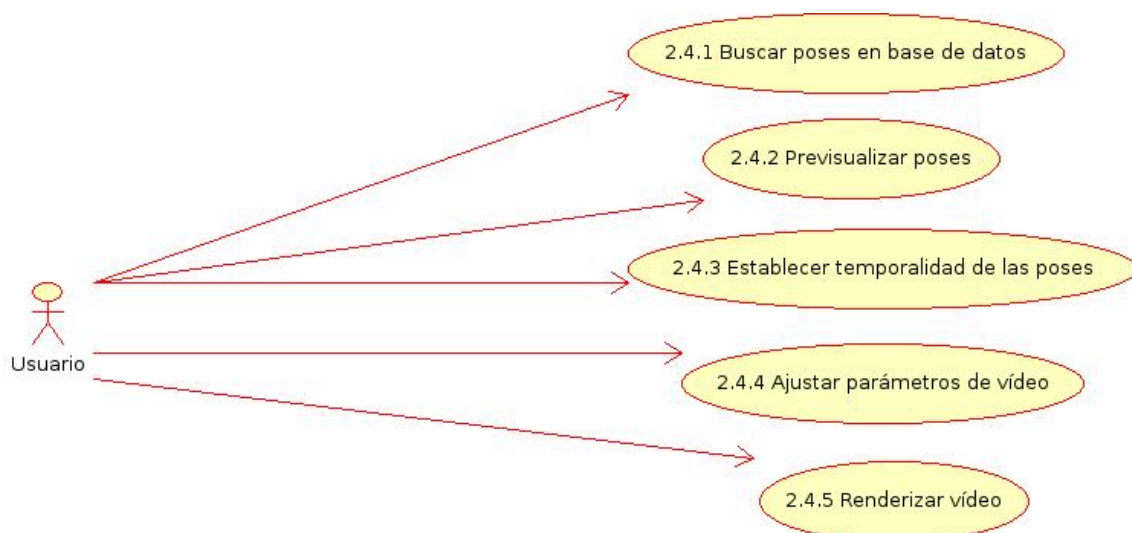 2.4.1 Buscar poses en base de datos
2.4.2 Previsualizar poses
2.4.3 Establecer temporalidad de las poses
Usuario
2.4.4 Ajustar parámetros de vídeo
2.4.5 Renderizar vídeo